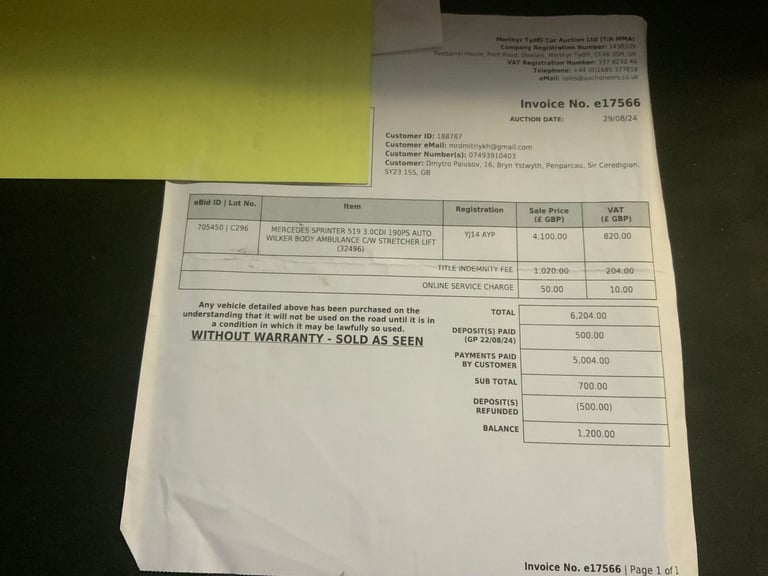 Merthyr Tydfil Car Auction Ltd (T/A MMA)
Company Registration Number: 1498339
Roseberrel House, Pant Road, Dowlais, Merthyr Tydfil, CF48 3SH, UK
VAT Registration Number: 337 8232 46
Telephone: +44 (0)1685 377818
eMail: sales@auctioneers.co.uk
Invoice No. e17566
AUCTION DATE: 29/08/24
Customer ID: 188787
Customer eMail: mrdmitriykh@gmail.com
Customer Number(s): 07493910403
Customer: Dmytro Paiusov, 16, Bryn Ystwyth, Penparcau, Sir Ceredigion,
SY23 1SS, GB
eBid ID | Lot No. Item Registration Sale Price (£ GBP) VAT (£ GBP)
705450 | C296 MERCEDES SPRINTER 519 3.0CDI 190PS AUTO YJ14 AYP 4,100.00 820.00
WILKER BODY AMBULANCE C/W STRETCHER LIFT
(32496)
TITLE INDEMNITY FEE 1,020.00 204.00
ONLINE SERVICE CHARGE 50.00 10.00
Any vehicle detailed above has been purchased on the
understanding that it will not be used on the road until it is in
a condition in which it may be lawfully so used.
WITHOUT WARRANTY - SOLD AS SEEN
TOTAL 6,204.00
DEPOSIT(S) PAID 500.00
(GP 22/08/24)
PAYMENTS PAID 5,004.00
BY CUSTOMER
SUB TOTAL 700.00
DEPOSIT(S) (500.00)
REFUNDED
BALANCE 1,200.00
Invoice No. e17566 | Page 1 of 1